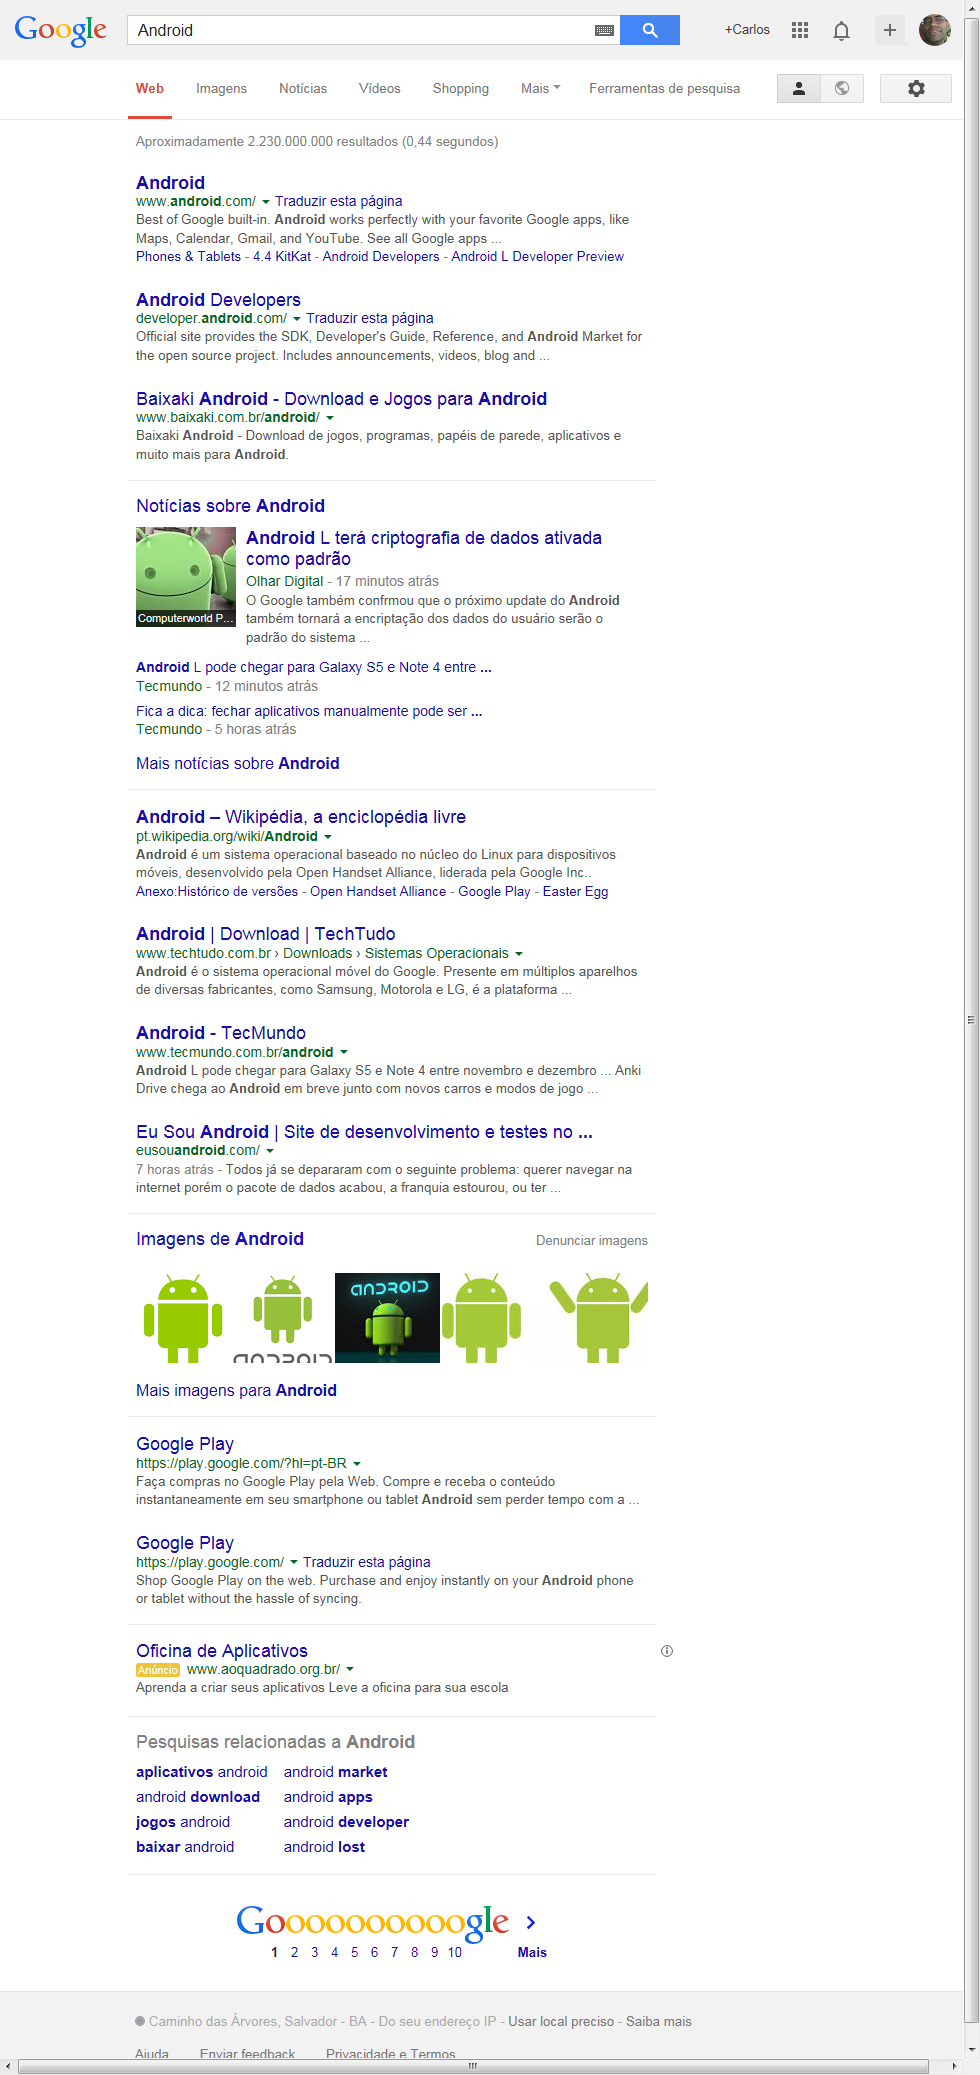 Google
Android
+Carlos
Web Imagens Notícias Vídeos Shopping Mais Ferramentas de pesquisa
Aproximadamente 2.230.000.000 resultados (0,44 segundos)
Android
www.android.com/ Traduzir esta página
Best of Google built-in. Android works perfectly with your favorite Google apps, like
Maps, Calendar, Gmail, and YouTube. See all Google apps ...
Phones & Tablets - 4.4 KitKat - Android Developers - Android L Developer Preview
Android Developers
developer.android.com/ Traduzir esta página
Official site provides the SDK, Developer's Guide, Reference, and Android Market for
the open source project. Includes announcements, videos, blog and ...
Baixaki Android - Download e Jogos para Android
www.baixaki.com.br/android/
Baixaki Android - Download de jogos, programas, papéis de parede, aplicativos e
muito mais para Android.
Notícias sobre Android
Computerworld P...
Android L terá criptografia de dados ativada
como padrão
Olhar Digital - 17 minutos atrás
O Google também confrmou que o próximo update do Android
também tornará a encriptação dos dados do usuário serão o
padrão do sistema ...
Android L pode chegar para Galaxy S5 e Note 4 entre ...
Tecmundo - 12 minutos atrás
Fica a dica: fechar aplicativos manualmente pode ser ...
Tecmundo - 5 horas atrás
Mais notícias sobre Android
Android – Wikipédia, a enciclopédia livre
pt.wikipedia.org/wiki/Android
Android é um sistema operacional baseado no núcleo do Linux para dispositivos
móveis, desenvolvido pela Open Handset Alliance, liderada pela Google Inc..
Anexo:Histórico de versões - Open Handset Alliance - Google Play - Easter Egg
Android | Download | TechTudo
www.techtudo.com.br › Downloads › Sistemas Operacionais
Android é o sistema operacional móvel do Google. Presente em múltiplos aparelhos
de diversas fabricantes, como Samsung, Motorola e LG, é a plataforma ...
Android - TecMundo
www.tecmundo.com.br/android
Android L pode chegar para Galaxy S5 e Note 4 entre novembro e dezembro ... Anki
Drive chega ao Android em breve junto com novos carros e modos de jogo ...
Eu Sou Android | Site de desenvolvimento e testes no ...
eusouandroid.com/
7 horas atrás - Todos já se depararam com o seguinte problema: querer navegar na
internet porém o pacote de dados acabou, a franquia estourou, ou ter ...
Imagens de Android
Denunciar imagens
ANDROID
ANDROID
Mais imagens para Android
Google Play
https://play.google.com/?hl=pt-BR
Faça compras no Google Play pela Web. Compre e receba o conteúdo
instantaneamente em seu smartphone ou tablet Android sem perder tempo com a ...
Google Play
https://play.google.com/ Traduzir esta página
Shop Google Play on the web. Purchase and enjoy instantly on your Android phone
or tablet without the hassle of syncing.
Oficina de Aplicativos
Anúncio www.aoquadrado.org.br/
Aprenda a criar seus aplicativos Leve a oficina para sua escola
Pesquisas relacionadas a Android
aplicativos android android market
android download android apps
jogos android android developer
baixar android android lost
Goooooooooogle
1 2 3 4 5 6 7 8 9 10 Mais
Caminho das Árvores, Salvador - BA - Do seu endereço IP - Usar local preciso - Saiba mais
Ajuda Enviar feedback Privacidade e Termos